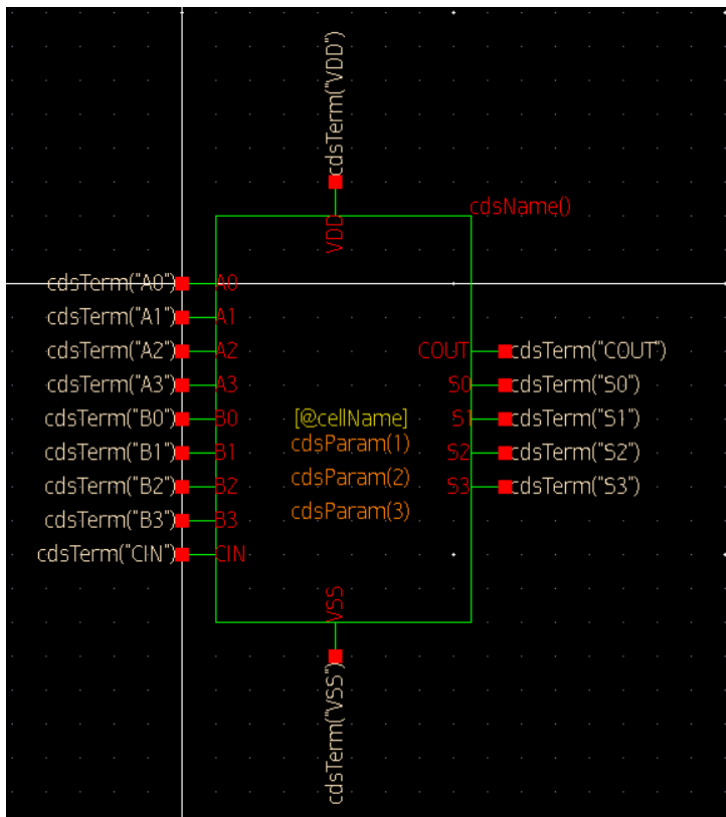 cdsTerm("VDD")
cdsName()
VDD
cdsTerm("A0") A0
cdsTerm("A1") A1
cdsTerm("A2") A2 COUT cdsTerm("COUT")
cdsTerm("A3") A3 S0 cdsTerm("S0")
cdsTerm("B0") B0 [@cellName] S1 cdsTerm("S1")
cdsTerm("B1") B1 cdsParam(1) S2 cdsTerm("S2")
cdsTerm("B2") B2 cdsParam(2) S3 cdsTerm("S3")
cdsTerm("B3") B3 cdsParam(3)
cdsTerm("CIN") CIN
VSS
cdsTerm("VSS")